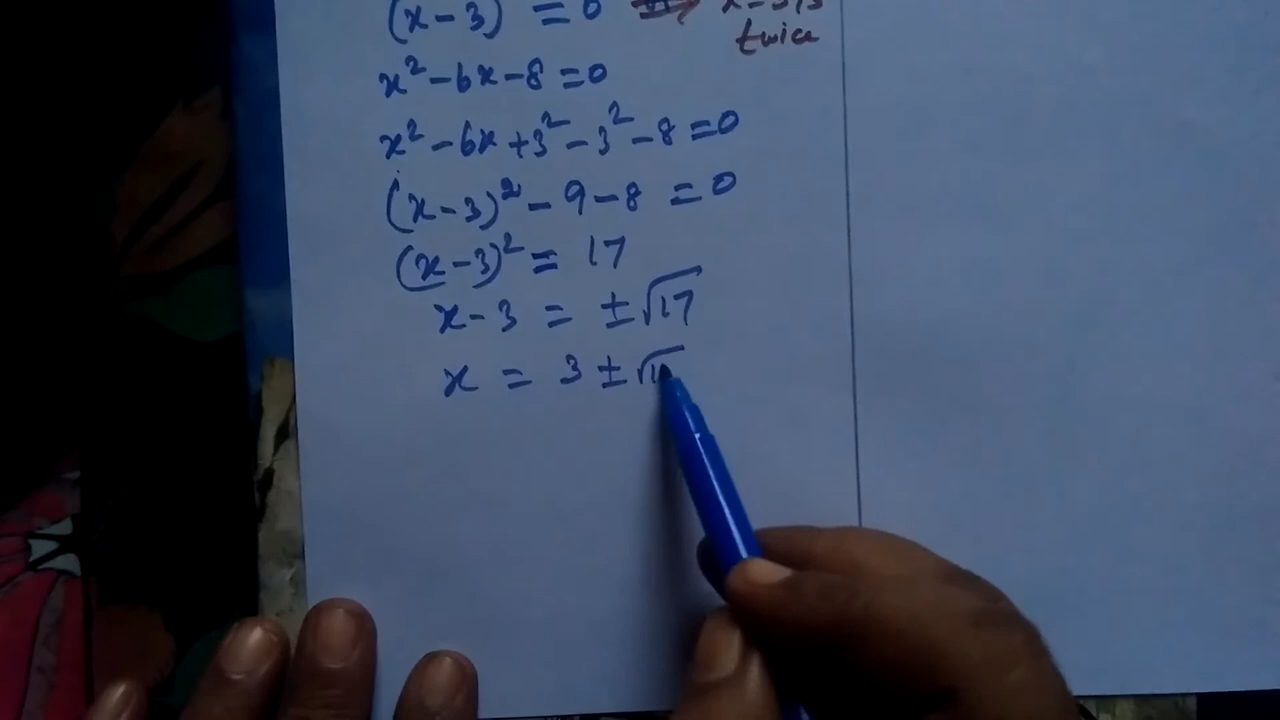 (x-3) = 0
twice
x² - 6x - 8 = 0
x² - 6x + 3² - 3² - 8 = 0
(x-3)² - 9 - 8 = 0
(x-3)² = 17
x - 3 = ±√17
x = 3 ± √1